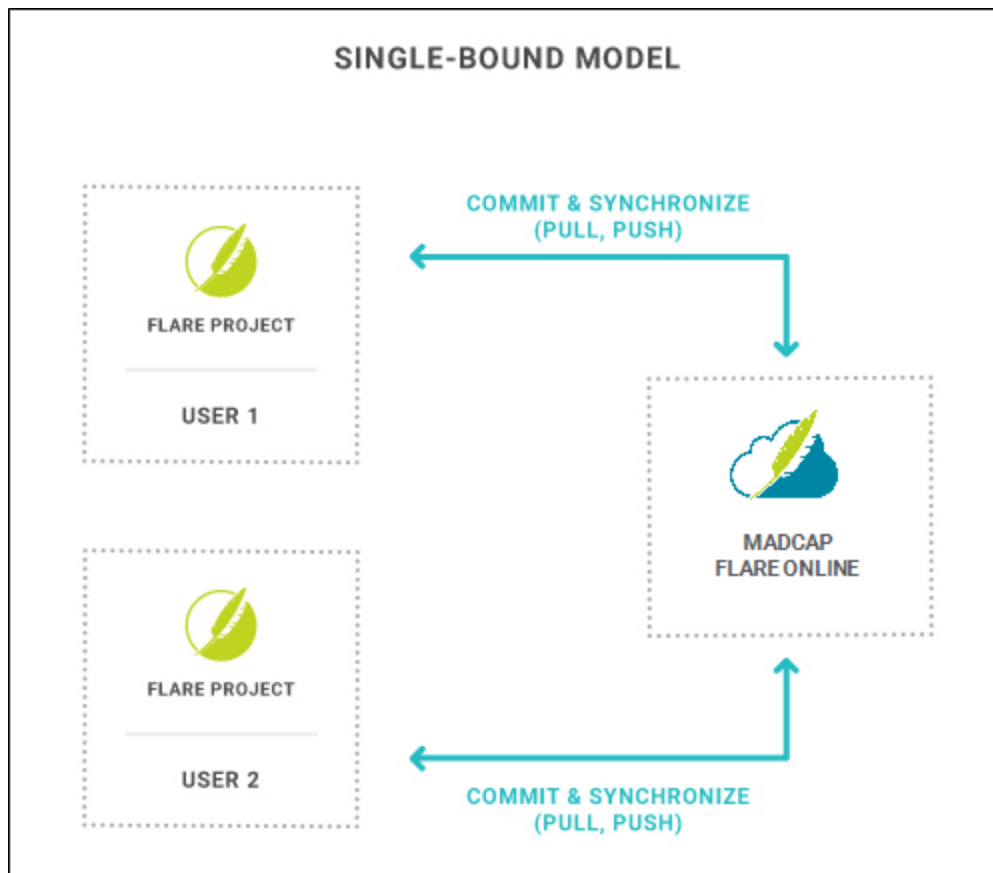 SINGLE-BOUND MODEL
COMMIT & SYNCHRONIZE
(PULL, PUSH)
FLARE PROJECT
USER 1
MADCAP
FLARE ONLINE
FLARE PROJECT
USER 2
COMMIT & SYNCHRONIZE
(PULL, PUSH)